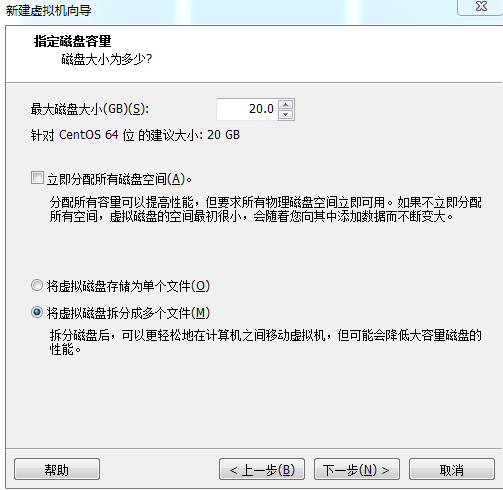 新建虚拟机向导
指定磁盘容量
磁盘大小为多少?
最大磁盘大小(GB)(S): 20.0
针对 CentOS 64 位 的建议大小: 20 GB
立即分配所有磁盘空间(A)。
分配所有容量可以提高性能，但要求所有物理磁盘空间立即可用。如果不立即分配
所有空间，虚拟磁盘的空间最初很小，会随着您向其中添加数据而不断变大。
将虚拟磁盘存储为单个文件(O)
将虚拟磁盘拆分成多个文件(M)
拆分磁盘后，可以更轻松地在计算机之间移动虚拟机，但可能会降低大容量磁盘的
性能。
帮助 < 上一步(B) 下一步(N) > 取消